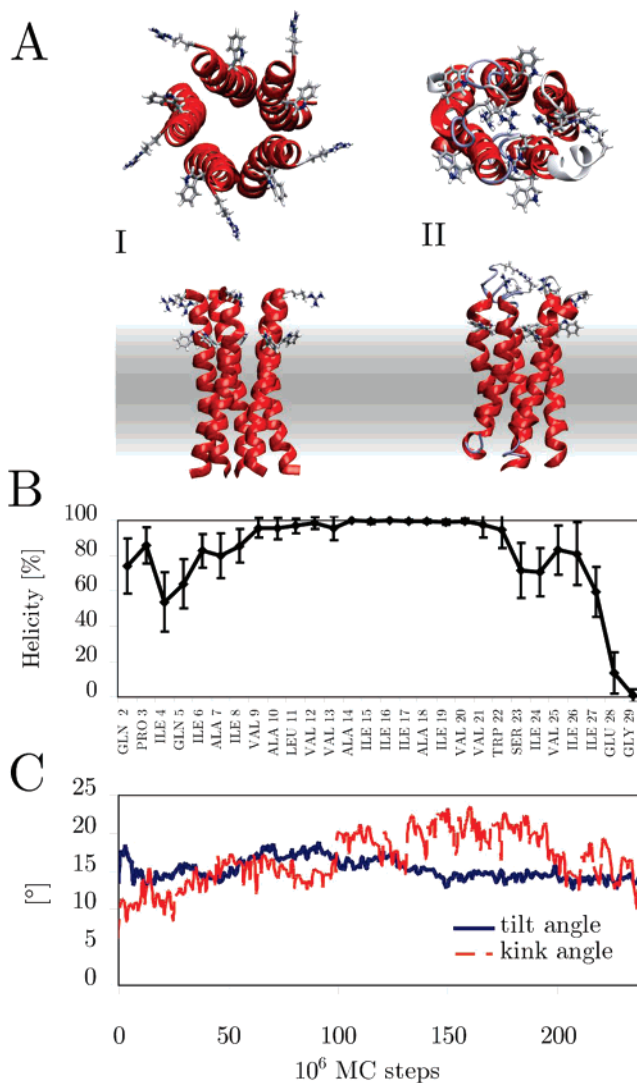 A
I
II
B
Helicity [%]
100
80
60
40
20
0
GLN 2
PRO 3
ILE 4
GLN 5
ILE 6
ALA 7
ILE 8
VAL 9
ALA 10
LEU 11
VAL 12
VAL 13
ALA 14
ILE 15
ILE 16
ILE 17
ALA 18
ILE 19
VAL 20
VAL 21
TRP 22
SER 23
ILE 24
VAL 25
ILE 26
ILE 27
GLU 28
GLY 29
C
[°]
25
20
15
10
5
0
tilt angle
kink angle
0 50 100 150 200
10⁶ MC steps